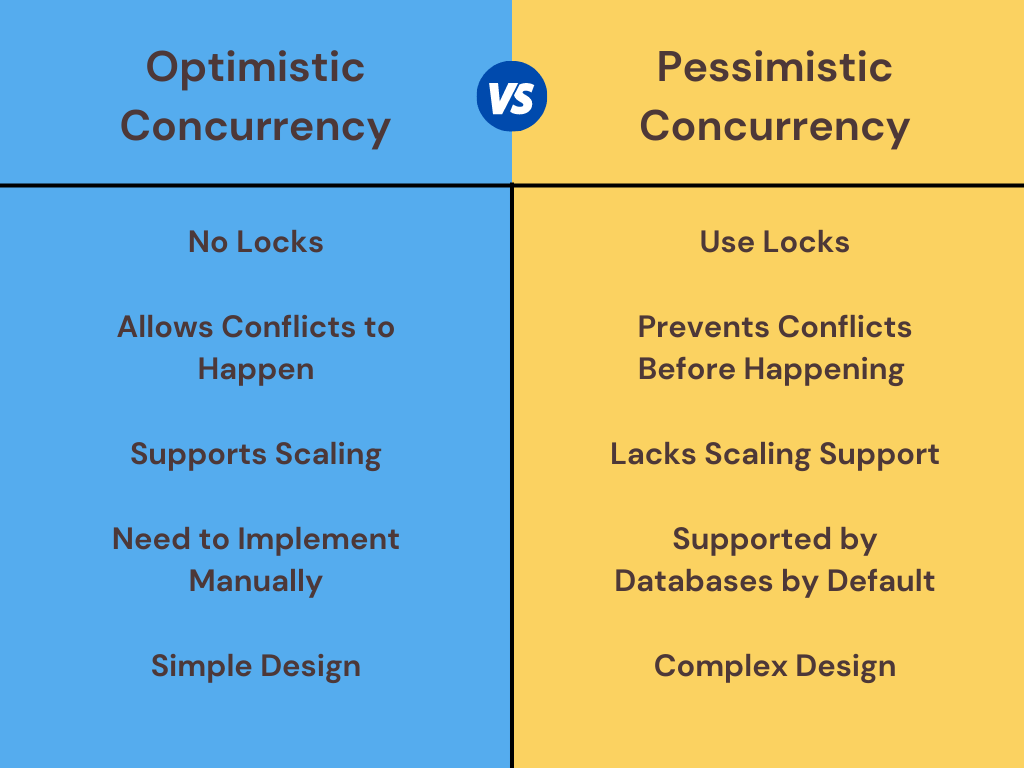 Optimistic
Concurrency
VS
Pessimistic
Concurrency
No Locks
Allows Conflicts to
Happen
Supports Scaling
Need to Implement
Manually
Simple Design
Use Locks
Prevents Conflicts
Before Happening
Lacks Scaling Support
Supported by
Databases by Default
Complex Design